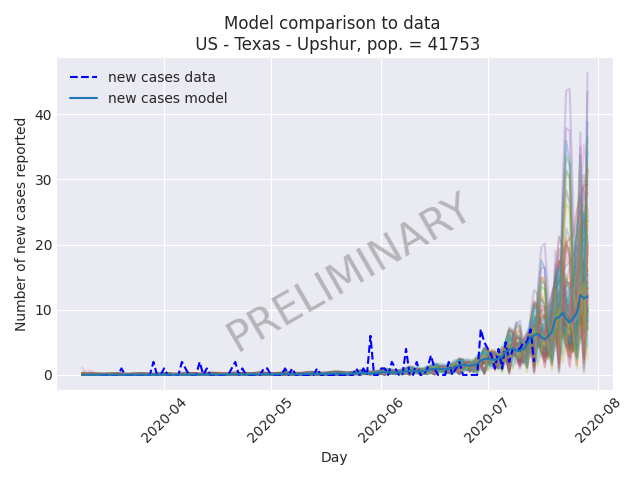 Model comparison to data
US - Texas - Upshur, pop. = 41753
new cases data
new cases model
Number of new cases reported
40
30
20
10
0
PRELIMINARY
2020-04
2020-05
2020-06
2020-07
2020-08
Day